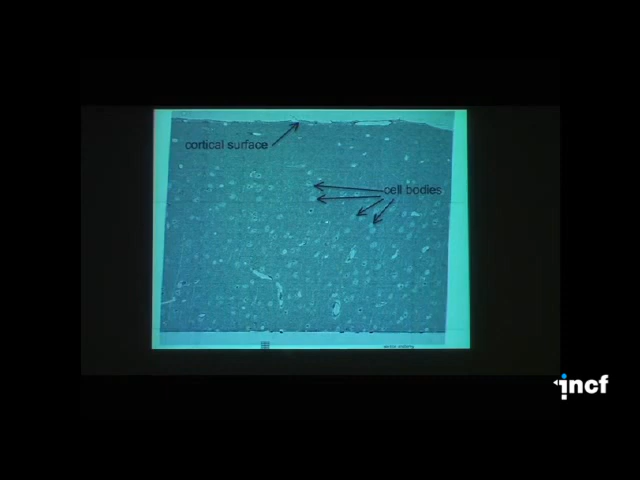 cortical surface
cell bodies
incf